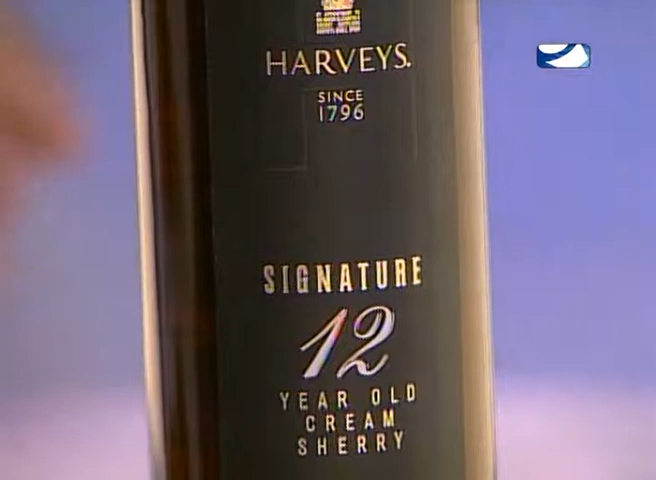 HARVEYS.
SINCE
1796
SIGNATURE
12
YEAR OLD
CREAM
SHERRY